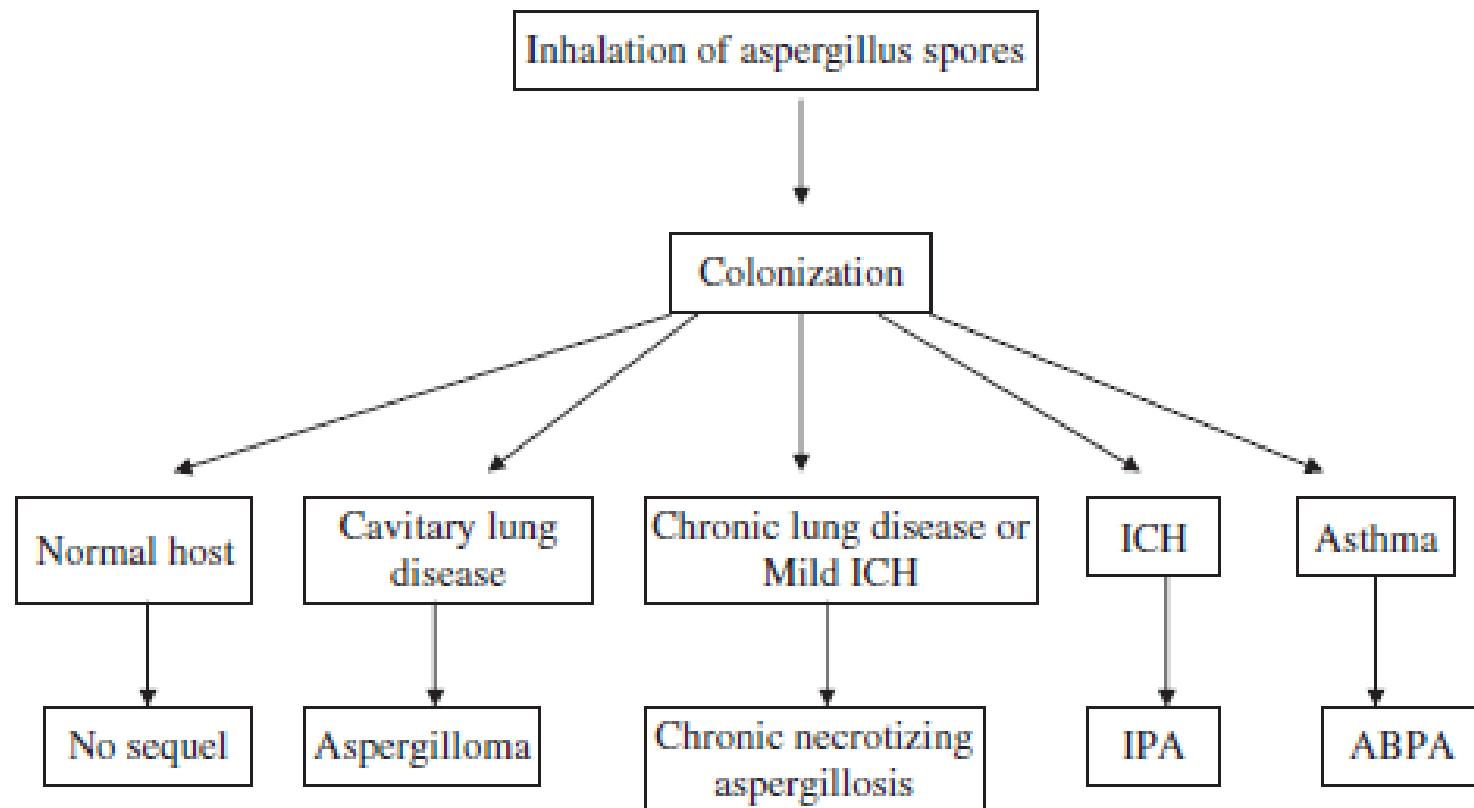 Inhalation of aspergillus spores
Colonization
Normal host
Cavitary lung
disease
Chronic lung disease or
Mild ICH
ICH
Asthma
No sequel
Aspergilloma
Chronic necrotizing
aspergillosis
IPA
ABPA